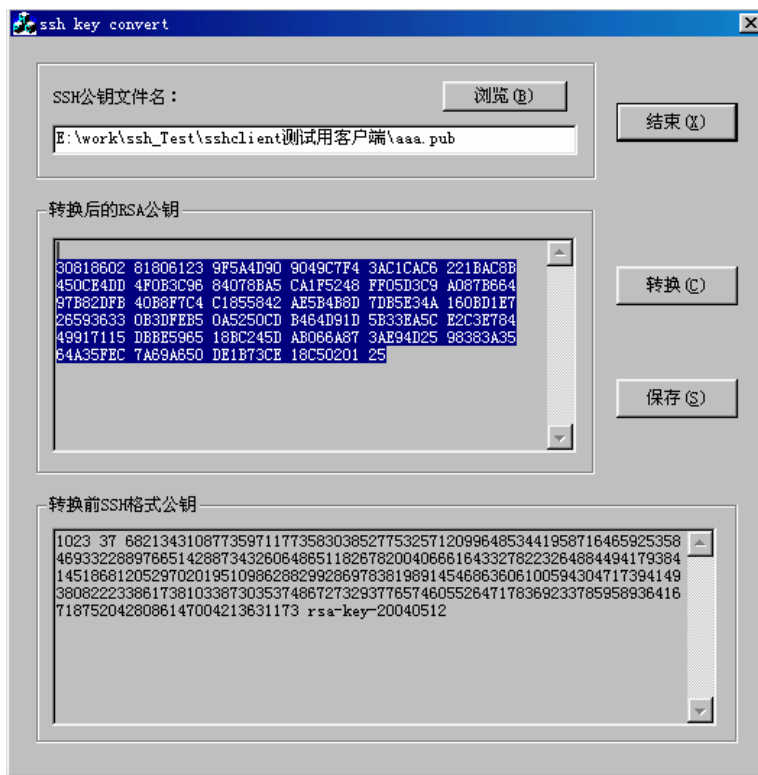 ssh key convert
SSH公钥文件名：
浏览(B)
E:\work\ssh_Test\sshclient测试用客户端\aaa.pub
结束(X)
转换后的RSA公钥
30818602 81806123 9F5A4D90 9049C7F4 3AC1CAC6 221BAC8B
450CE4DD 4F0B3C96 84078BA5 CA1F5248 FF05D3C9 A087B664
97B82DFB 40B8F7C4 C1855842 AE5B4B8D 7DB5E34A 160BD1E7
26593633 0B3DFEB5 0A5250CD B464D91D 5B33EA5C E2C3E784
49917115 DBBE5965 18BC245D AB066A87 3AE94D25 98383A35
64A35FEC 7A69A650 DE1B73CE 18C50201 25
转换(C)
保存(S)
转换前SSH格式公钥
1023 37 68213431087735971177358303852775325712099648534419587164659253 58
46933228897665142887343260648651182678200406661643327822326488449417938 4
14518681205297020195109862882992869783819891454686360610059430471739414 9
38082223386173810338730353748672732937765746055264717836923378595893641 6
718752042808614700421363117 3 rsa-key-20040512